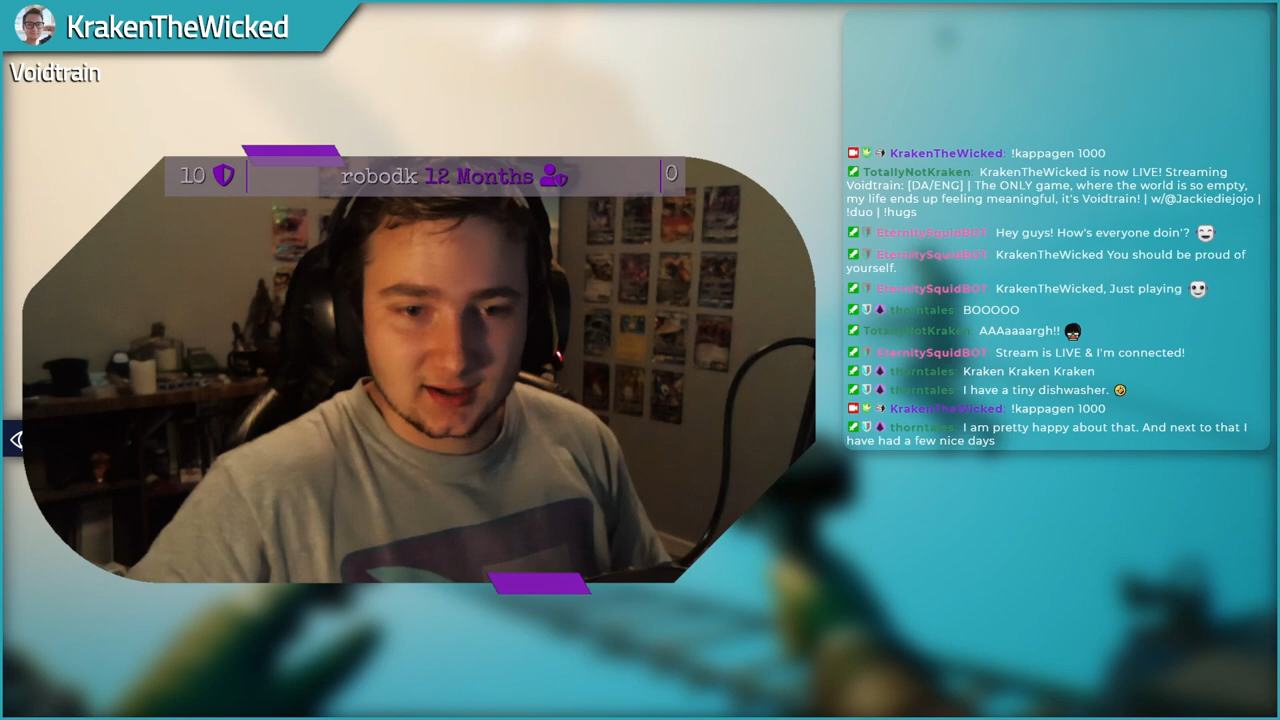 KrakenTheWicked
Voidtrain
10
robodk 12 Months
0
KrakenTheWicked: !kappagen 1000
TotallyNotKraken: KrakenTheWicked is now LIVE! Streaming
Voidtrain: [DA/ENG] | The ONLY game, where the world is so empty,
my life ends up feeling meaningful, it's Voidtrain! | w/@Jackiediejojo |
!duo | !hugs
EternitySquidBOT: Hey guys! How's everyone doin'?
EternitySquidBOT: KrakenTheWicked You should be proud of
yourself.
EternitySquidBOT: KrakenTheWicked, Just playing
thorntales: BOOOOO
TotallyNotKraken: AAAaaaargh!!
EternitySquidBOT: Stream is LIVE & I'm connected!
thorntales: Kraken Kraken Kraken
thorntales: I have a tiny dishwasher.
KrakenTheWicked: !kappagen 1000
thorntales: I am pretty happy about that. And next to that I
have had a few nice days